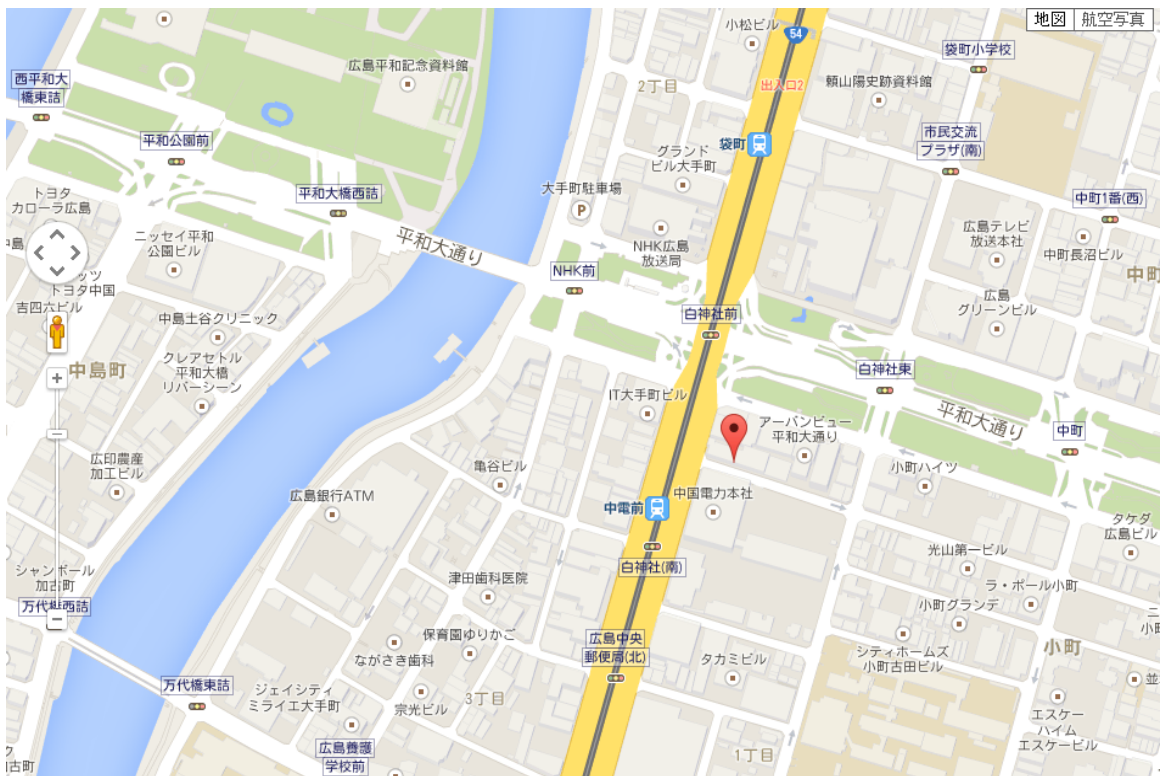 地図
航空写真
小松ビル
54
袋町小学校
広島平和記念資料館
西平和大
橋東詰
2丁目
出入口2
頼山陽史跡資料館
平和公園前
袋町
市民交流
プラザ(南)
グランド
ビル大手町
トヨタ
カローラ広島
平和大橋西詰
大手町駐車場
P
中町1番(西)
ニッセイ平和
公園ビル
平和大通り
NHK広島
放送局
広島テレビ
放送本社
中町長沼ビル
中島
ッツ
トヨタ中国
NHK前
中町
吉四六ビル
中島土谷クリニック
白神社前
広島
グリーンビル
中島町
クレアセトル
平和大橋
リバーシーン
白神社東
IT大手町ビル
アーバンビュー
平和大通り
平和大通り
中町
広印農産
加工ビル
亀谷ビル
小町ハイツ
広島銀行ATM
中電前
中国電力本社
タケダ
広島ビル
光山第一ビル
シャンボール
加古町
津田歯科医院
白神社(南)
ラ・ポール小町
万代橋西詰
小町グランデ
保育園ゆりかご
広島中央
郵便局(北)
ながさき歯科
タカミビル
シティホームズ
小町古田ビル
小町
万代橋東詰
ジェイシティ
ミライエ大手町
宗光ビル
3丁目
エスケー
ハイム
エスケービル
広島養護
学校前
1丁目